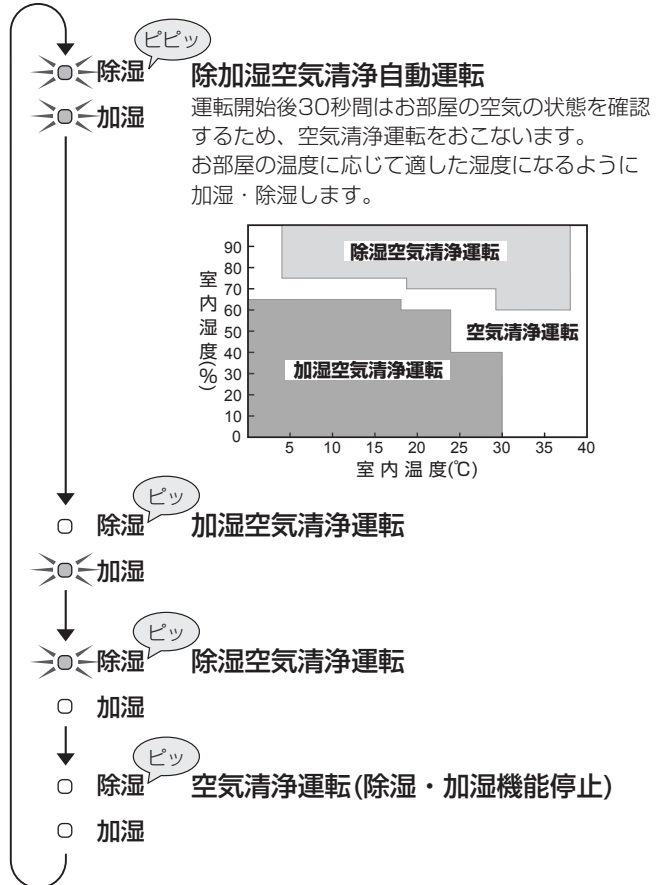 ピピッ
除湿
除加湿空気清浄自動運転
加湿
運転開始後30秒間はお部屋の空気の状態を確認
するため、空気清浄運転をおこないます。
お部屋の温度に応じて適した湿度になるように
加湿・除湿します。
室内湿度(%)
90
80
70
60
50
40
30
20
10
0
除湿空気清浄運転
空気清浄運転
加湿空気清浄運転
5 10 15 20 25 30 35 40
室内温度(℃)
ピッ
除湿
加湿空気清浄運転
加湿
ピッ
除湿
除湿空気清浄運転
加湿
ピッ
除湿
空気清浄運転(除湿・加湿機能停止)
加湿